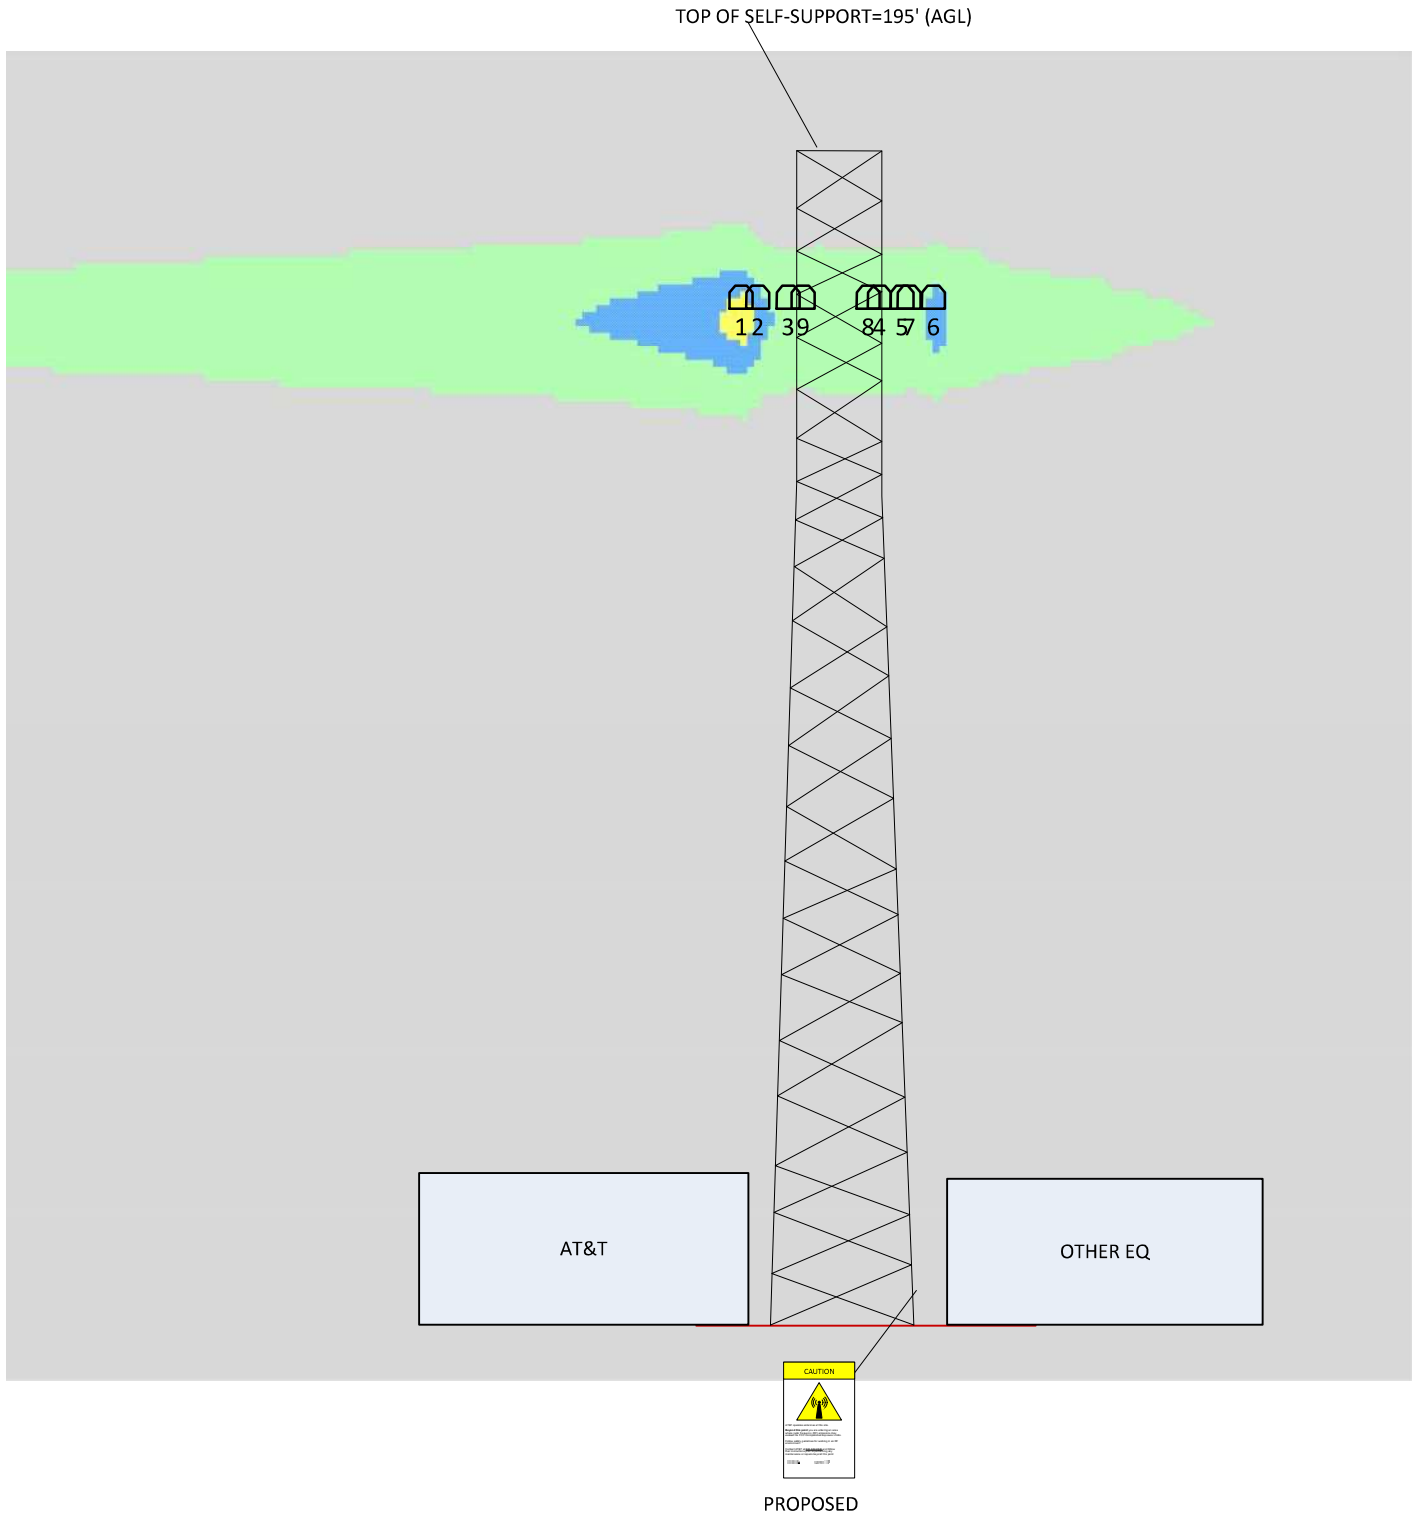 TOP OF SELF-SUPPORT=195' (AGL)
1 2 3 9 8 4 5 7 6
AT&T
OTHER EQ
CAUTION
PROPOSED